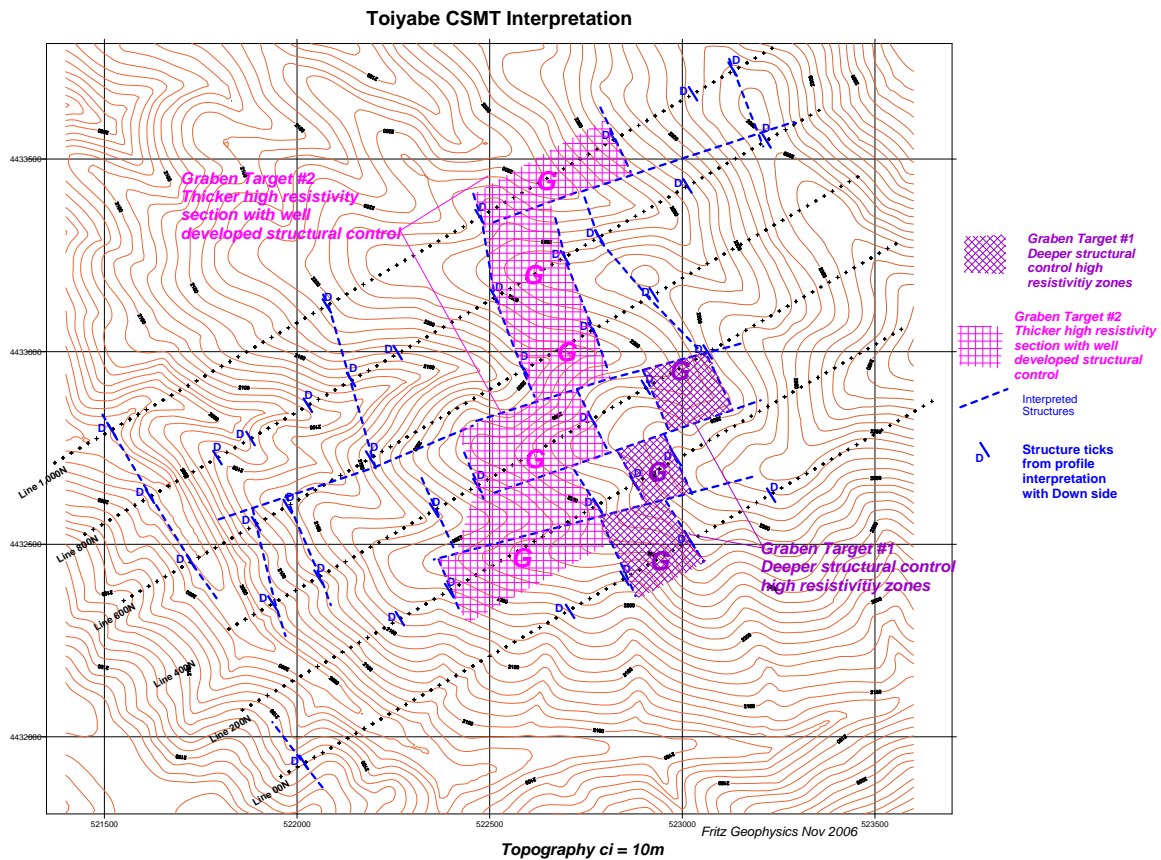 Toiyabe CSMT Interpretation
4433500
4433000
4432500
4432000
521500
522000
522500
523000
523500
Graben Target #2
Thicker high resistivity
section with well
developed structural control
G
G
G
G
G
G
G
G
Graben Target #1
Deeper structural control
high resistivitiy zones
Line 1000N
Line 800N
Line 600N
Line 400N
Line 200N
Line 00N
Graben Target #1
Deeper structural
control high
resistivitiy zones
Graben Target #2
Thicker high resistivity
section with well
developed structural
control
Interpreted
Structures
D
Structure ticks
from profile
interpretation
with Down side
Fritz Geophysics Nov 2006
Topography ci = 10m